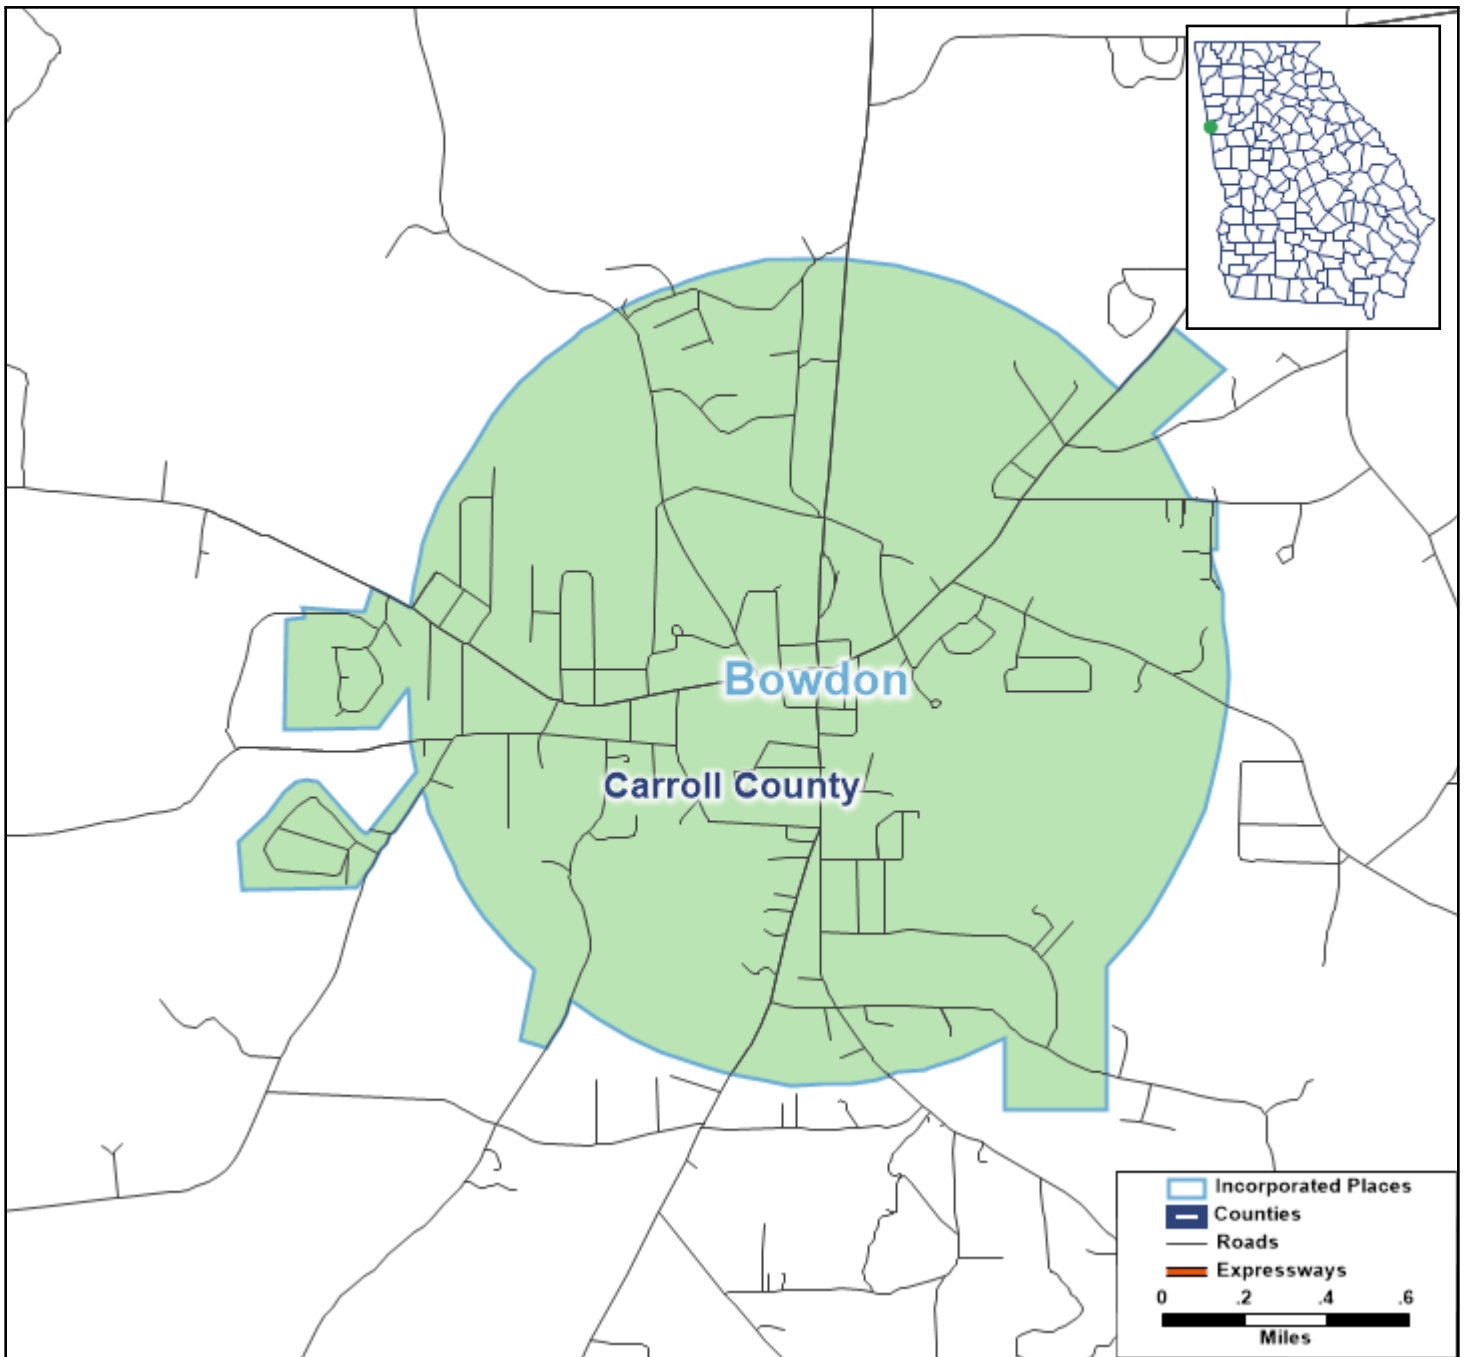 Bowdon
Carroll County
Incorporated Places
Counties
Roads
Expressways
0 .2 .4 .6
Miles